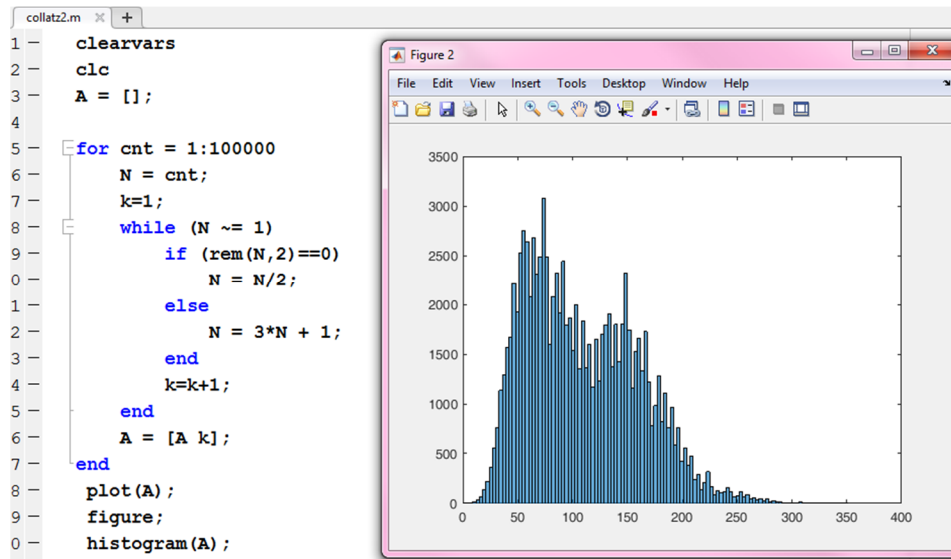 collatz2.m
1 clearvars
2 clc
3 A = [];
4
5 for cnt = 1:100000
6 N = cnt;
7 k=1;
8 while (N ~= 1)
9 if (rem(N,2)==0)
0 N = N/2;
1 else
2 N = 3*N + 1;
3 end
4 k=k+1;
5 end
6 A = [A k];
7 end
8 plot(A);
9 figure;
0 histogram(A);
Figure 2
File Edit View Insert Tools Desktop Window Help
3500
3000
2500
2000
1500
1000
500
0
0 50 100 150 200 250 300 350 400